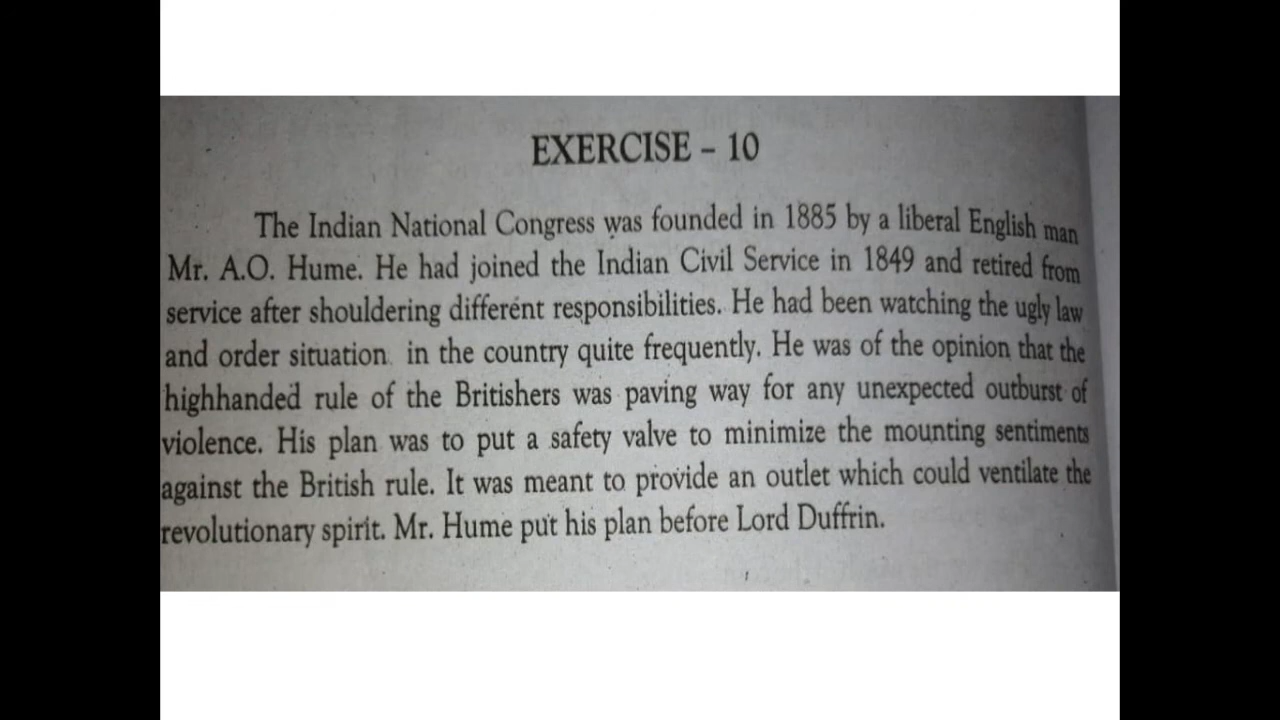 EXERCISE – 10
The Indian National Congress was founded in 1885 by a liberal English man
Mr. A.O. Hume. He had joined the Indian Civil Service in 1849 and retired from
service after shouldering different responsibilities. He had been watching the ugly law
and order situation in the country quite frequently. He was of the opinion that the
highhanded rule of the Britishers was paving way for any unexpected outburst of
violence. His plan was to put a safety valve to minimize the mounting sentiments
against the British rule. It was meant to provide an outlet which could ventilate the
revolutionary spirit. Mr. Hume put his plan before Lord Duffrin.